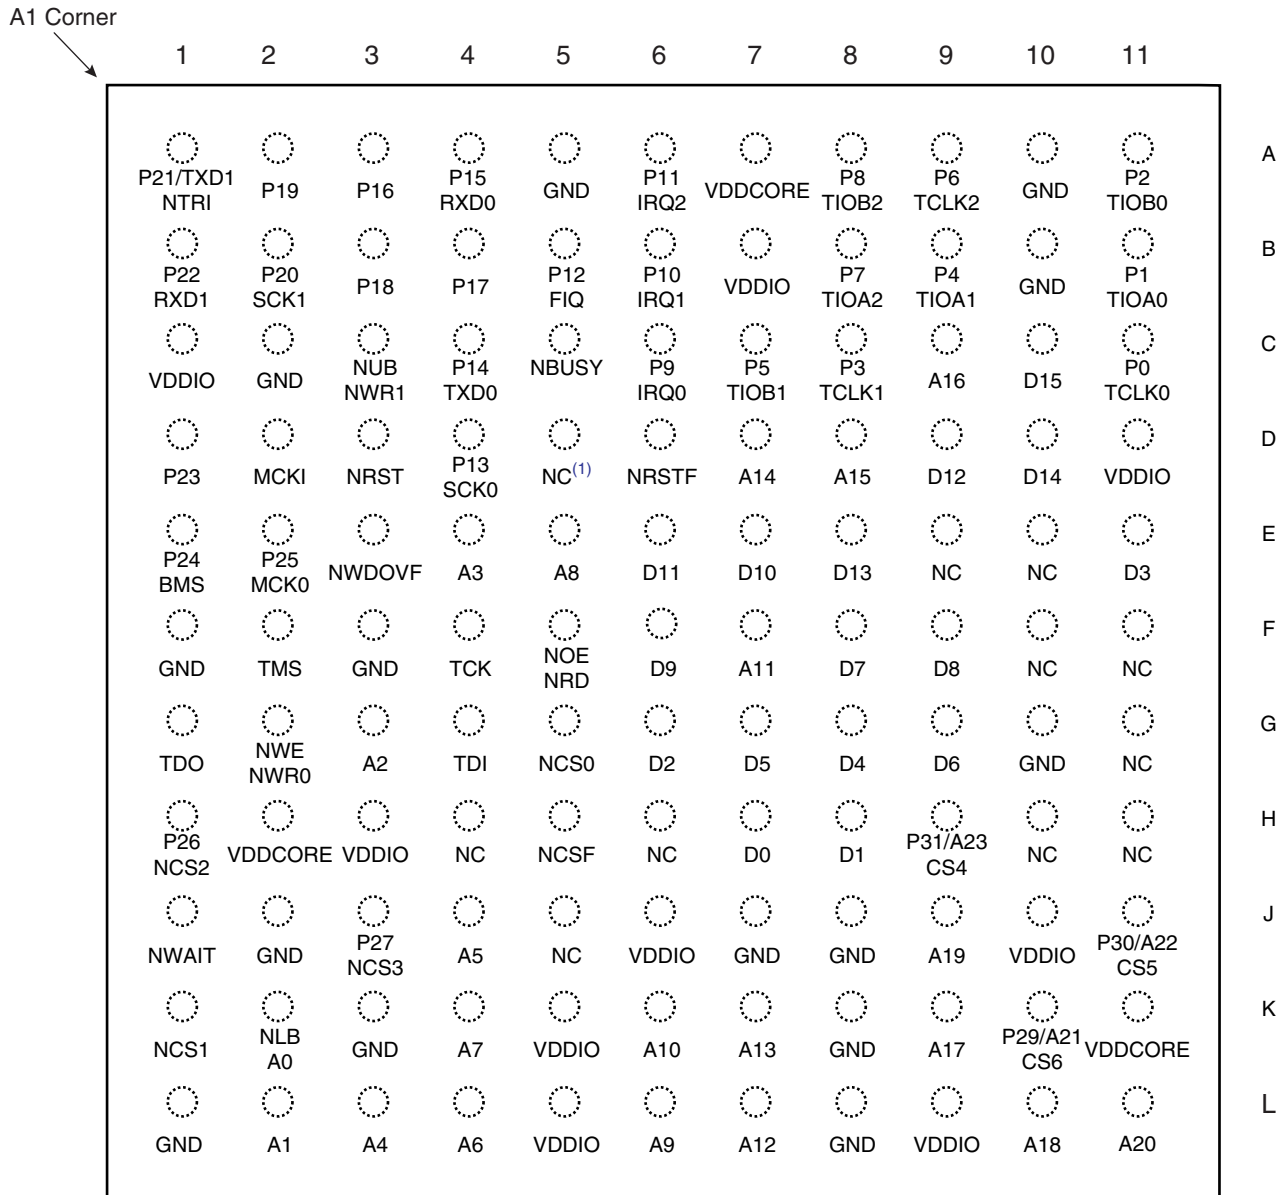 A1 Corner
1 2 3 4 5 6 7 8 9 10 11
A
P21/TXD1 P15 P11 P8 P6 P2
P19 P16 GND VDDCORE GND
NTRI RXD0 IRQ2 TIOB2 TCLK2 TIOB0
B
P22 P20 P12 P10 P7 P4 P1
P18 P17 VDDIO GND
RXD1 SCK1 FIQ IRQ1 TIOA2 TIOA1 TIOA0
C
NUB P14 NBUSY P9 P5 P3 P0
VDDIO GND A16 D15
NWR1 TXD0 IRQ0 TIOB1 TCLK1 TCLK0
D
P13
P23 MCKI NRST NC(1) NRSTF A14 A15 D12 D14 VDDIO
SCK0
E
P24 P25
NWDOVF A3 A8 D11 D10 D13 NC NC D3
BMS MCK0
F
NOE
GND TMS GND TCK D9 A11 D7 D8 NC NC
NRD
G
NWE
TDO A2 TDI NCS0 D2 D5 D4 D6 GND NC
NWR0
H
P26 P31/A23
VDDCORE VDDIO NC NCSF NC D0 D1 NC NC
NCS2 CS4
J
P27 P30/A22
NWAIT GND A5 NC VDDIO GND GND A19 VDDIO
NCS3 CS5
K
NLB P29/A21
NCS1 GND A7 VDDIO A10 A13 GND A17 VDDCORE
A0 CS6
L
GND A1 A4 A6 VDDIO A9 A12 GND VDDIO A18 A20